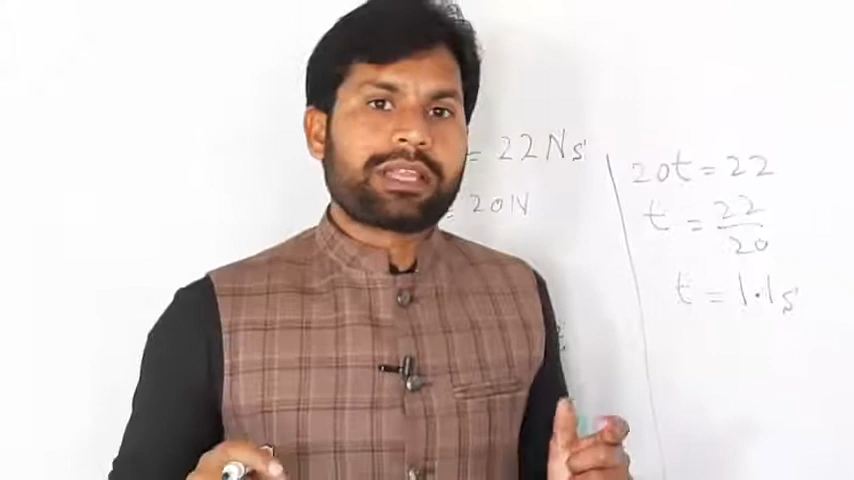 = 22 Ns
= 20N
20t = 22
t = 22/20
t = 1.1s